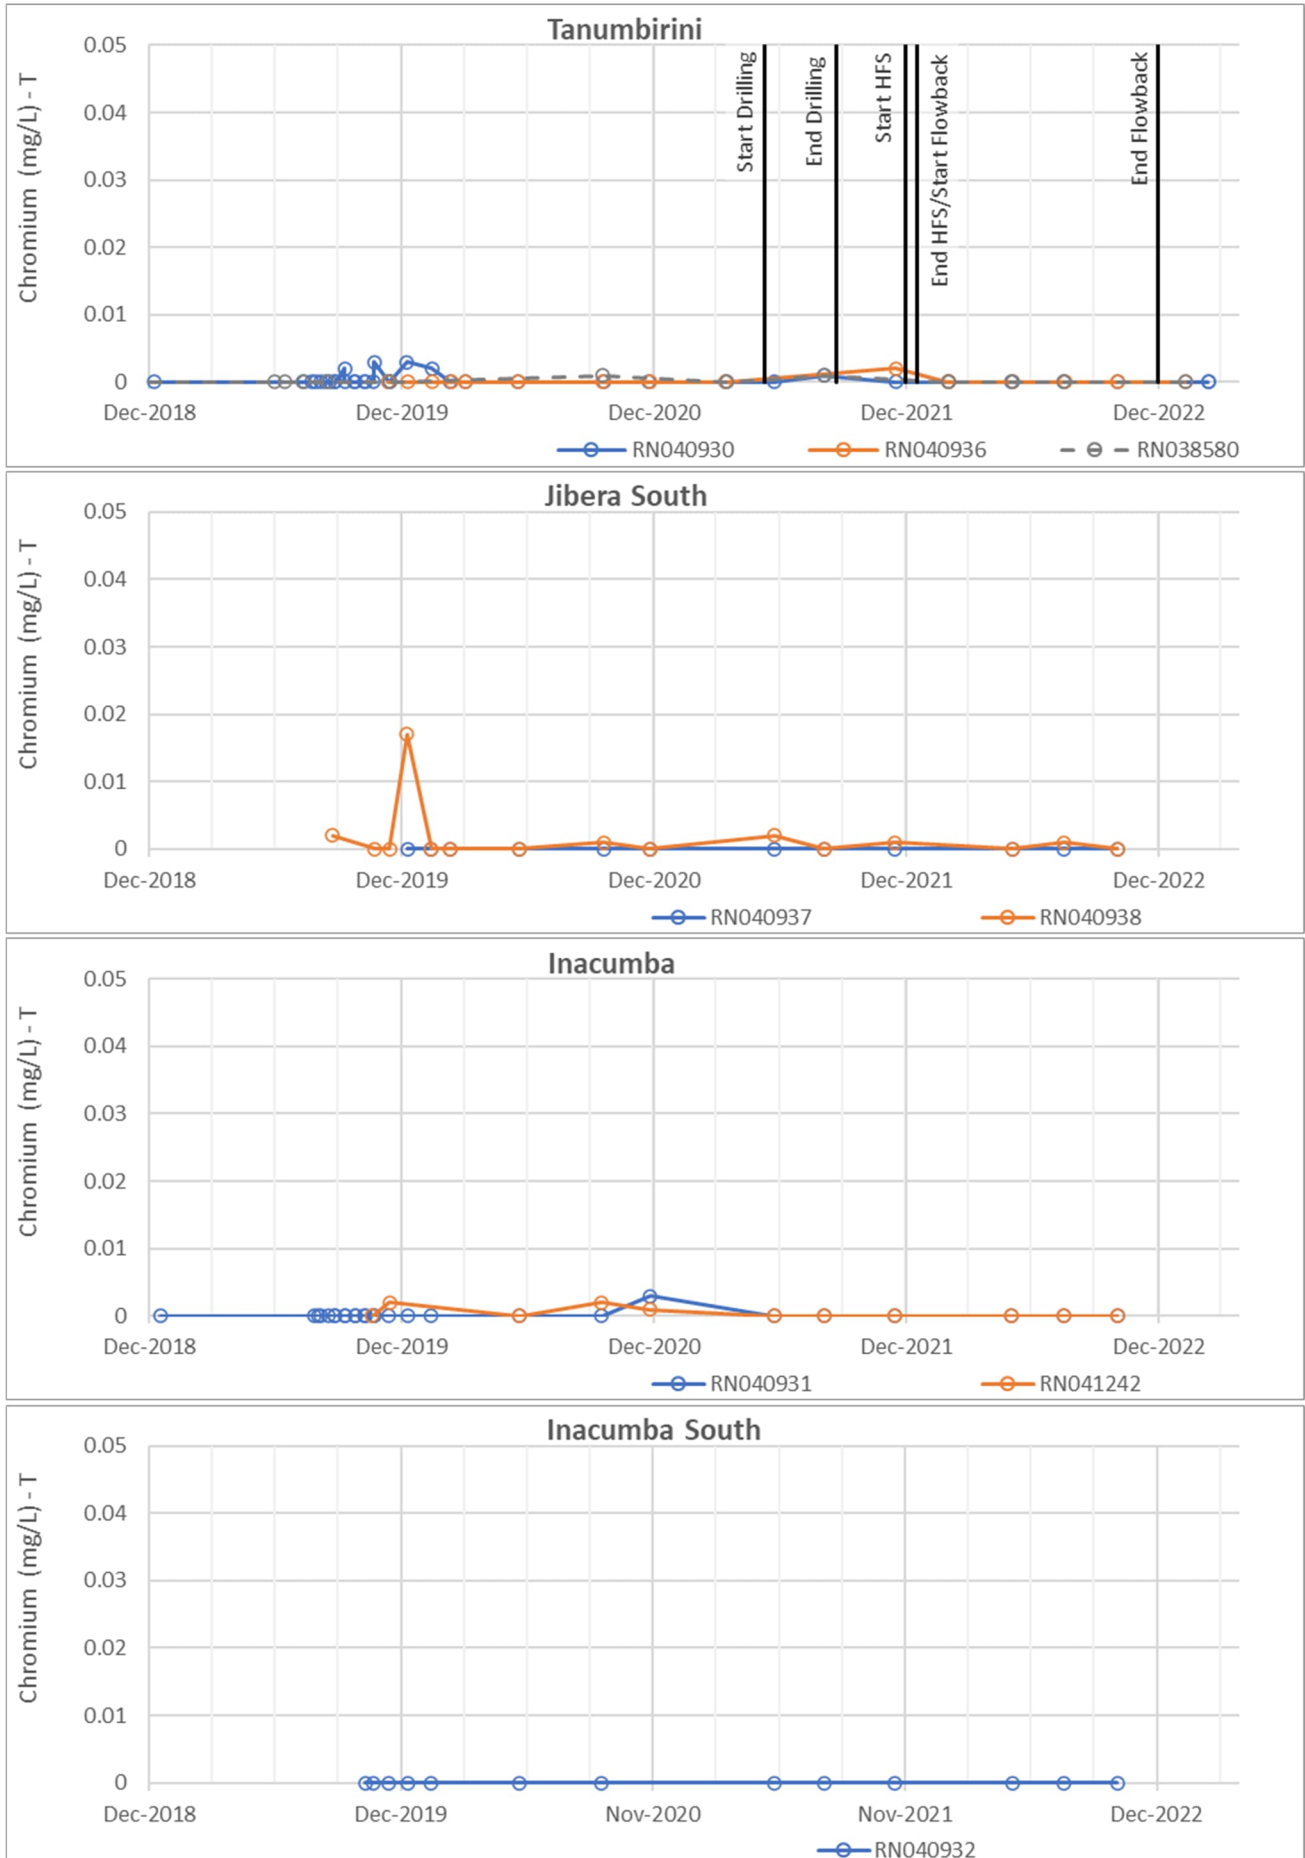 Tanumbirini
Chromium (mg/L) - T
0.05
0.04
0.03
0.02
0.01
0
Start Drilling
End Drilling
Start HFS
End HFS/Start Flowback
End Flowback
Dec-2018 Dec-2019 Dec-2020 Dec-2021 Dec-2022
RN040930 RN040936 RN038580
Jibera South
Chromium (mg/L) - T
0.05
0.04
0.03
0.02
0.01
0
Dec-2018 Dec-2019 Dec-2020 Dec-2021 Dec-2022
RN040937 RN040938
Inacumba
Chromium (mg/L) - T
0.05
0.04
0.03
0.02
0.01
0
Dec-2018 Dec-2019 Dec-2020 Dec-2021 Dec-2022
RN040931 RN041242
Inacumba South
Chromium (mg/L) - T
0.05
0.04
0.03
0.02
0.01
0
Dec-2018 Dec-2019 Nov-2020 Nov-2021 Dec-2022
RN040932